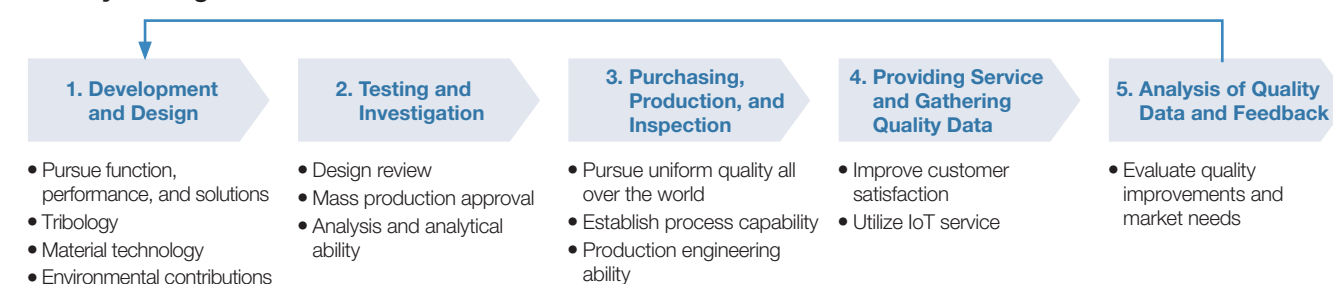 1. Development
and Design
• Pursue function,
performance, and solutions
• Tribology
• Material technology
• Environmental contributions
2. Testing and
Investigation
• Design review
• Mass production approval
• Analysis and analytical
ability
3. Purchasing,
Production, and
Inspection
• Pursue uniform quality all
over the world
• Establish process capability
• Production engineering
ability
4. Providing Service
and Gathering
Quality Data
• Improve customer
satisfaction
• Utilize IoT service
5. Analysis of Quality
Data and Feedback
• Evaluate quality
improvements and
market needs